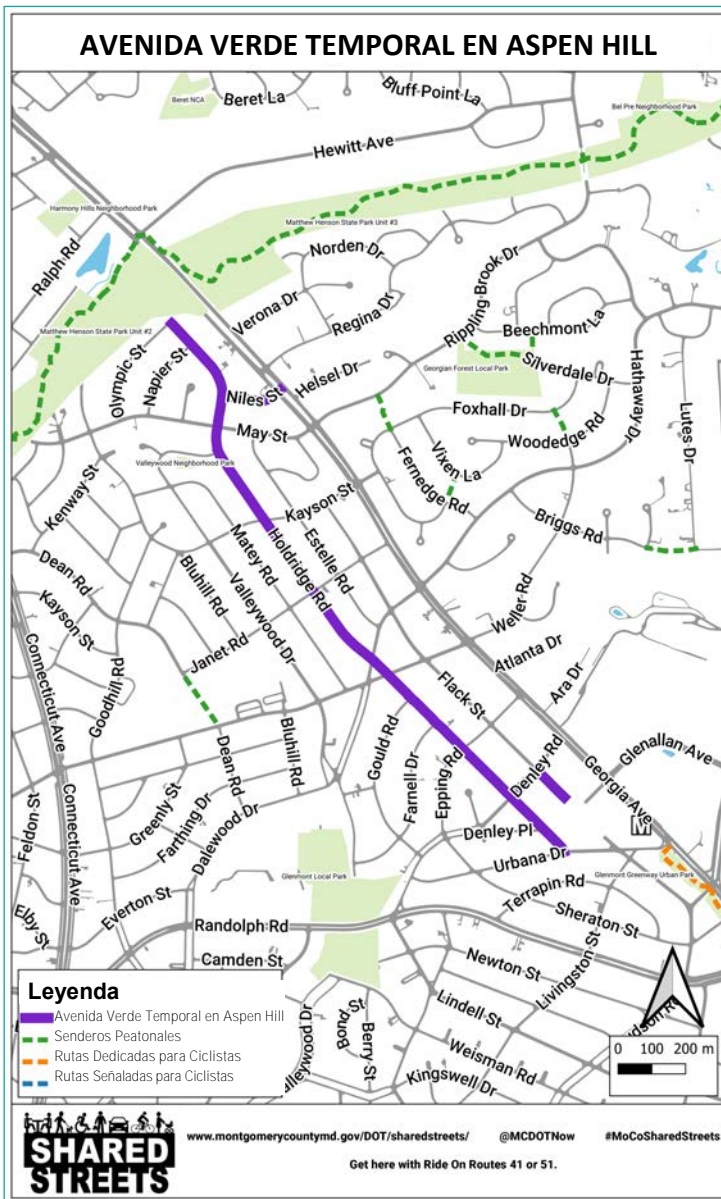 AVENIDA VERDE TEMPORAL EN ASPEN HILL
Beret NCA
Beret La
Bluff Point La
Bel Pre Neighborhood Park
Hewitt Ave
Harmony Hills Neighborhood Park
Matthew Henson State Park Unit #3
Ralph Rd
Norden Dr
Verona Dr
Regina Dr
Rippling Brook Dr
Matthew Henson State Park Unit #2
Beechmont La
Olympic St
Napier St
Georgian Forest Local Park
Silverdale Dr
Hathaway Dr
Niles St
Helsel Dr
Foxhall Dr
Lutes Dr
May St
Woodedge Rd
Valleywood Neighborhood Park
Vixen La
Fernedge Rd
Kenway St
Kayson St
Briggs Rd
Estelle Rd
Holdridge Rd
Matey Rd
Dean Rd
Bluhill Rd
Valleywood Dr
Kayson St
Weller Rd
Janet Rd
Atlanta Dr
Connecticut Ave
Goodhill Rd
Ara Dr
Flack St
Bluhill Rd
Gould Rd
Dean Rd
Farnell Dr
Epping Rd
Denley Rd
Georgia Ave
Glenallan Ave
Connecticut Ave
Greenly St
Farthing Dr
Dalewood Dr
Feldon St
Denley Pl
M
Urbana Dr
Glenmont Local Park
Glenmont Greenway Urban Park
Terrapin Rd
Everton St
Elby St
Sheraton St
Randolph Rd
Camden St
Newton St
Livingston St
Lindell St
Bond St
Berry St
Weisman Rd
Kingswell Dr
Leyenda
Avenida Verde Temporal en Aspen Hill
Senderos Peatonales
Rutas Dedicadas para Ciclistas
Rutas Señaladas para Ciclistas
0 100 200 m
SHARED
STREETS
www.montgomerycountymd.gov/DOT/sharedstreets/ @MCDOTNow #MoCoSharedStreets
Get here with Ride On Routes 41 or 51.